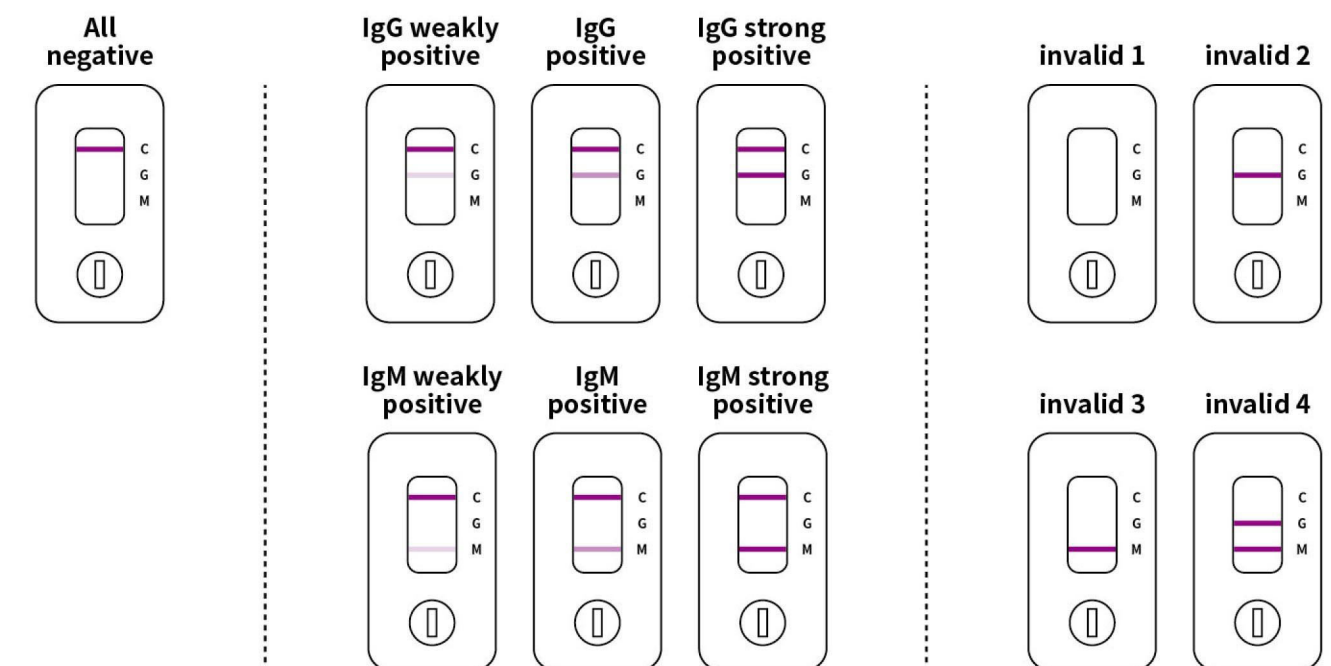 All
negative
IgG weakly
positive
IgG
positive
IgG strong
positive
invalid 1
invalid 2
C
G
M
C
G
M
C
G
M
C
G
M
C
G
M
C
G
M
IgM weakly
positive
IgM
positive
IgM strong
positive
invalid 3
invalid 4
C
G
M
C
G
M
C
G
M
C
G
M
C
G
M